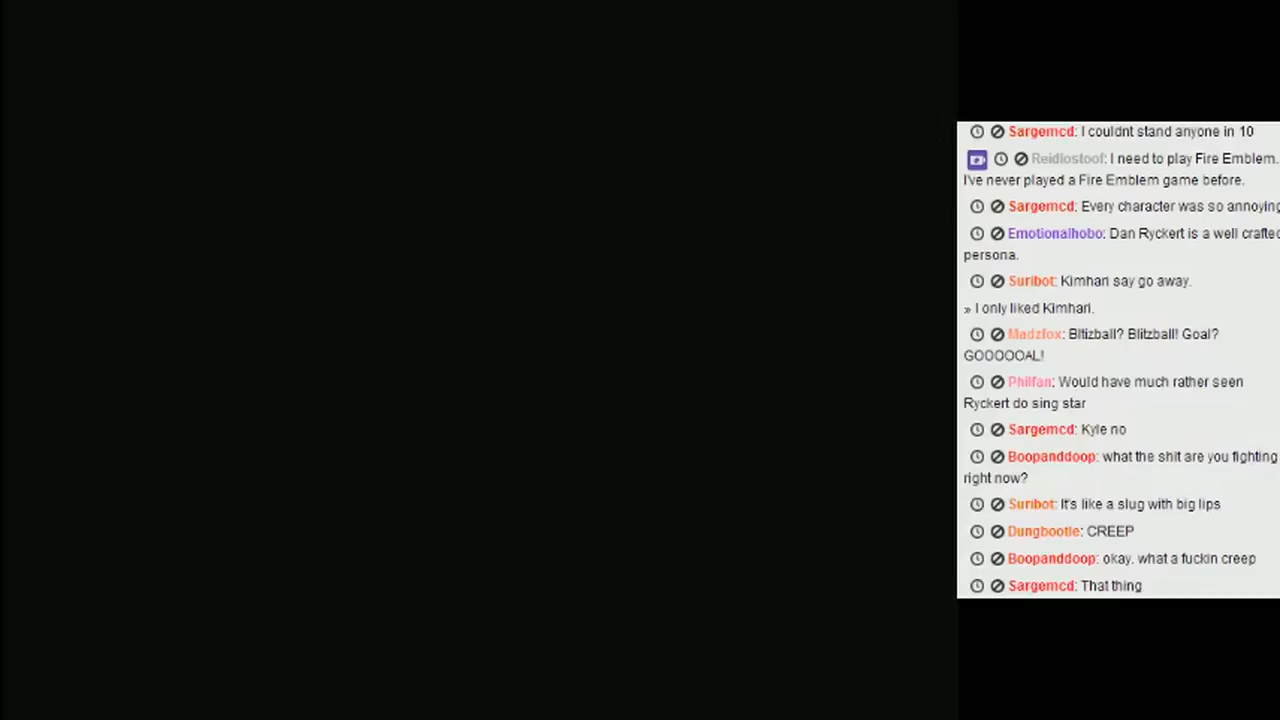 Sargemcd: I couldnt stand anyone in 10
Reidlostoof: I need to play Fire Emblem.
I've never played a Fire Emblem game before.
Sargemcd: Every character was so annoying
Emotionalhobo: Dan Ryckert is a well crafted
persona.
Suribot: Kimhari say go away.
» I only liked Kimhari.
Madzfox: Bltizball? Blitzball! Goal?
GOOOOOAL!
Philfan: Would have much rather seen
Ryckert do sing star
Sargemcd: Kyle no
Boopanddoop: what the shit are you fighting
right now?
Suribot: It's like a slug with big lips
Dungbootle: CREEP
Boopanddoop: okay. what a fuckin creep
Sargemcd: That thing